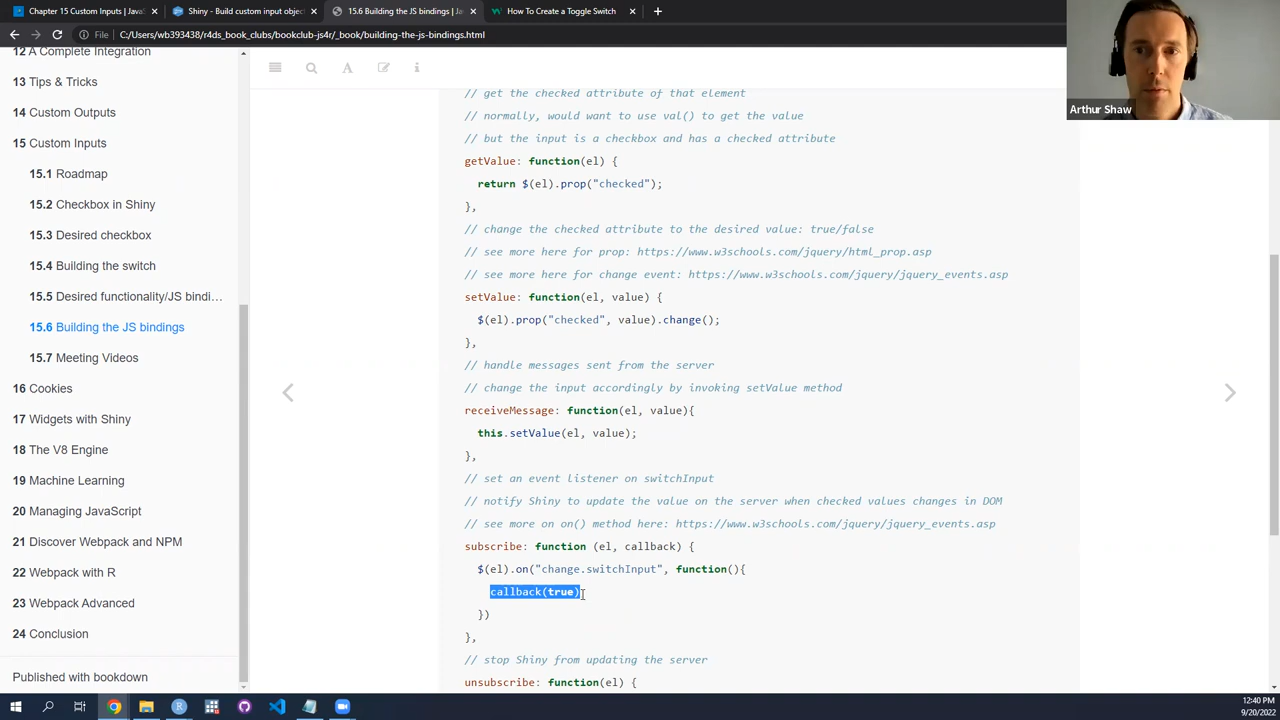 Chapter 15 Custom Inputs | JavaS
Shiny - Build custom input objec
15.6 Building the JS bindings | Ja
How To Create a Toggle Switch
File
C:/Users/wb393438/r4ds_book_clubs/bookclub-js4r/_book/building-the-js-bindings.html
Arthur Shaw
12 A Complete Integration
13 Tips & Tricks
14 Custom Outputs
15 Custom Inputs
15.1 Roadmap
15.2 Checkbox in Shiny
15.3 Desired checkbox
15.4 Building the switch
15.5 Desired functionality/JS bindi...
15.6 Building the JS bindings
15.7 Meeting Videos
16 Cookies
17 Widgets with Shiny
18 The V8 Engine
19 Machine Learning
20 Managing JavaScript
21 Discover Webpack and NPM
22 Webpack with R
23 Webpack Advanced
24 Conclusion
Published with bookdown
// get the checked attribute of that element
// normally, would want to use val() to get the value
// but the input is a checkbox and has a checked attribute
getValue: function(el) {
return $(el).prop("checked");
},
// change the checked attribute to the desired value: true/false
// see more here for prop: https://www.w3schools.com/jquery/html_prop.asp
// see more here for change event: https://www.w3schools.com/jquery/jquery_events.asp
setValue: function(el, value) {
$(el).prop("checked", value).change();
},
// handle messages sent from the server
// change the input accordingly by invoking setValue method
receiveMessage: function(el, value){
this.setValue(el, value);
},
// set an event listener on switchInput
// notify Shiny to update the value on the server when checked values changes in DOM
// see more on on() method here: https://www.w3schools.com/jquery/jquery_events.asp
subscribe: function (el, callback) {
$(el).on("change.switchInput", function(){
callback(true)
})
},
// stop Shiny from updating the server
unsubscribe: function(el) {
12:40 PM
9/20/2022